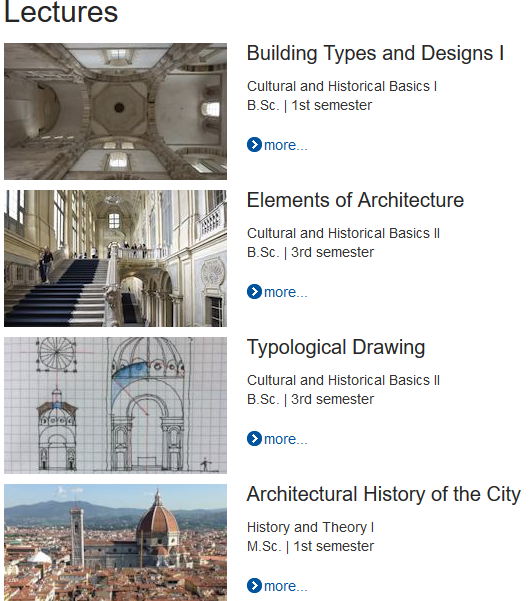 Lectures
Building Types and Designs I
Cultural and Historical Basics I
B.Sc. | 1st semester
more...
Elements of Architecture
Cultural and Historical Basics II
B.Sc. | 3rd semester
more...
Typological Drawing
Cultural and Historical Basics II
B.Sc. | 3rd semester
more...
Architectural History of the City
History and Theory I
M.Sc. | 1st semester
more...